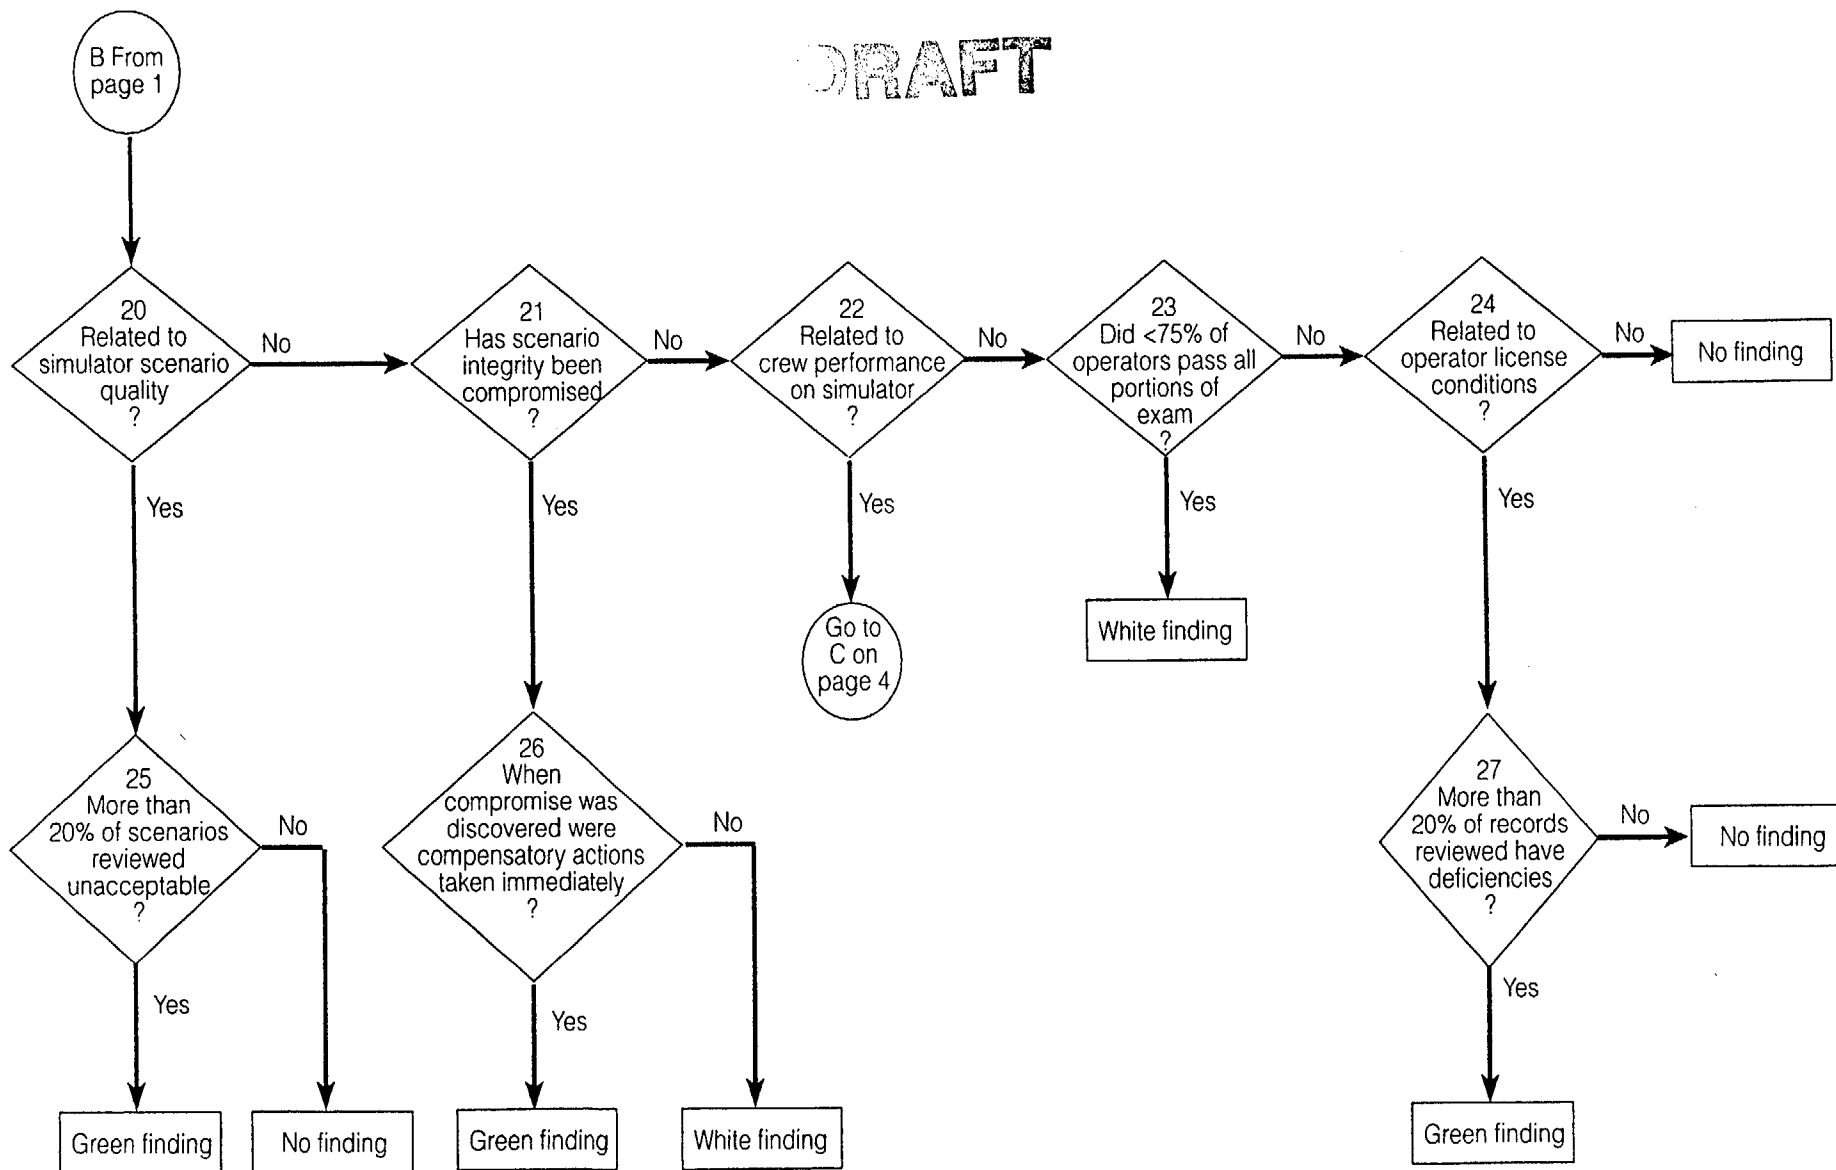 B From
page 1
DRAFT
20
Related to
simulator scenario
quality
?
No
21
Has scenario
integrity been
compromised
?
No
22
Related to
crew performance
on simulator
?
No
23
Did <75% of
operators pass all
portions of
exam
?
No
24
Related to
operator license
conditions
?
No
No finding
Yes
Yes
Yes
Yes
Yes
Go to
C on
page 4
White finding
25
More than
20% of scenarios
reviewed
unacceptable
?
No
26
When
compromise was
discovered were
compensatory actions
taken immediately
?
No
27
More than
20% of records
reviewed have
deficiencies
?
No
No finding
Yes
Yes
Yes
Green finding
No finding
Green finding
White finding
Green finding